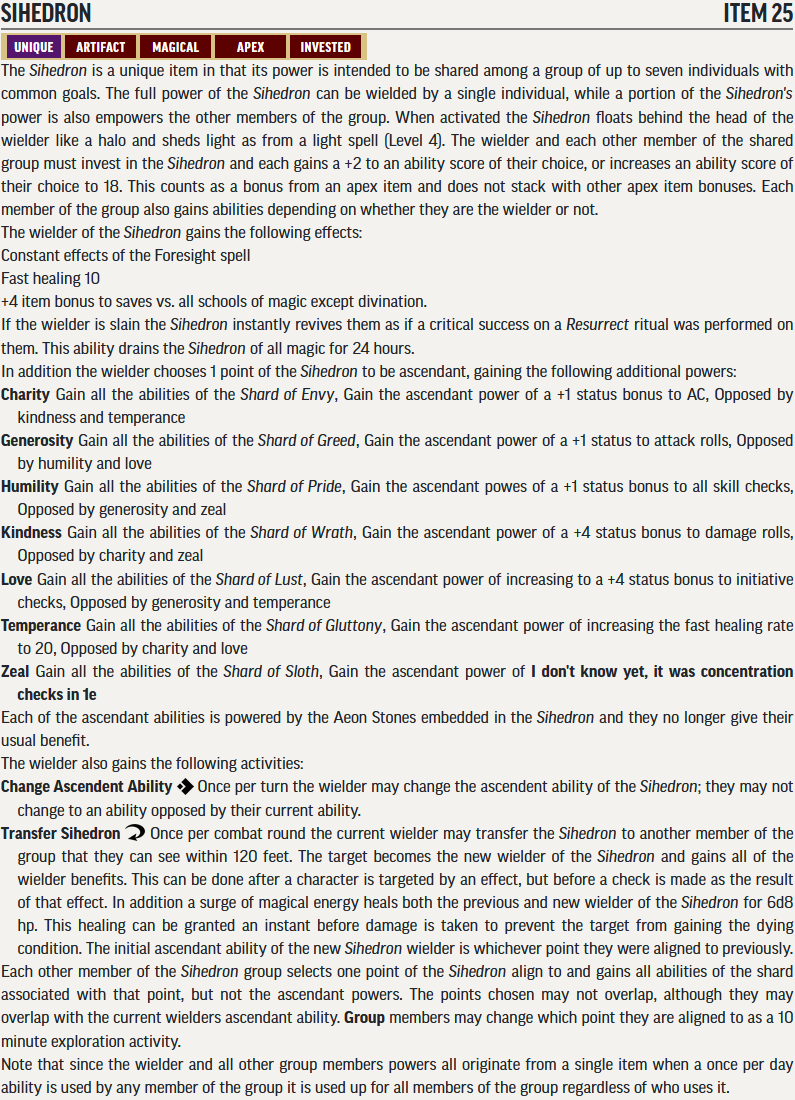 SIHEDRON ITEM 25
UNIQUE ARTIFACT MAGICAL APEX INVESTED
The Sihedron is a unique item in that its power is intended to be shared among a group of up to seven individuals with
common goals. The full power of the Sihedron can be wielded by a single individual, while a portion of the Sihedron's
power is also empowers the other members of the group. When activated the Sihedron floats behind the head of the
wielder like a halo and sheds light as from a light spell (Level 4). The wielder and each other member of the shared
group must invest in the Sihedron and each gains a +2 to an ability score of their choice, or increases an ability score of
their choice to 18. This counts as a bonus from an apex item and does not stack with other apex item bonuses. Each
member of the group also gains abilities depending on whether they are the wielder or not.
The wielder of the Sihedron gains the following effects:
Constant effects of the Foresight spell
Fast healing 10
+4 item bonus to saves vs. all schools of magic except divination.
If the wielder is slain the Sihedron instantly revives them as if a critical success on a Resurrect ritual was performed on
them. This ability drains the Sihedron of all magic for 24 hours.
In addition the wielder chooses 1 point of the Sihedron to be ascendant, gaining the following additional powers:
Charity Gain all the abilities of the Shard of Envy, Gain the ascendant power of a +1 status bonus to AC, Opposed by
kindness and temperance
Generosity Gain all the abilities of the Shard of Greed, Gain the ascendant power of a +1 status to attack rolls, Opposed
by humility and love
Humility Gain all the abilities of the Shard of Pride, Gain the ascendant powes of a +1 status bonus to all skill checks,
Opposed by generosity and zeal
Kindness Gain all the abilities of the Shard of Wrath, Gain the ascendant power of a +4 status bonus to damage rolls,
Opposed by charity and zeal
Love Gain all the abilities of the Shard of Lust, Gain the ascendant power of increasing to a +4 status bonus to initiative
checks, Opposed by generosity and temperance
Temperance Gain all the abilities of the Shard of Gluttony, Gain the ascendant power of increasing the fast healing rate
to 20, Opposed by charity and love
Zeal Gain all the abilities of the Shard of Sloth, Gain the ascendant power of I don't know yet, it was concentration
checks in 1e
Each of the ascendant abilities is powered by the Aeon Stones embedded in the Sihedron and they no longer give their
usual benefit.
The wielder also gains the following activities:
Change Ascendent Ability Once per turn the wielder may change the ascendent ability of the Sihedron; they may not
change to an ability opposed by their current ability.
Transfer Sihedron Once per combat round the current wielder may transfer the Sihedron to another member of the
group that they can see within 120 feet. The target becomes the new wielder of the Sihedron and gains all of the
wielder benefits. This can be done after a character is targeted by an effect, but before a check is made as the result
of that effect. In addition a surge of magical energy heals both the previous and new wielder of the Sihedron for 6d8
hp. This healing can be granted an instant before damage is taken to prevent the target from gaining the dying
condition. The initial ascendant ability of the new Sihedron wielder is whichever point they were aligned to previously.
Each other member of the Sihedron group selects one point of the Sihedron align to and gains all abilities of the shard
associated with that point, but not the ascendant powers. The points chosen may not overlap, although they may
overlap with the current wielders ascendant ability. Group members may change which point they are aligned to as a 10
minute exploration activity.
Note that since the wielder and all other group members powers all originate from a single item when a once per day
ability is used by any member of the group it is used up for all members of the group regardless of who uses it.